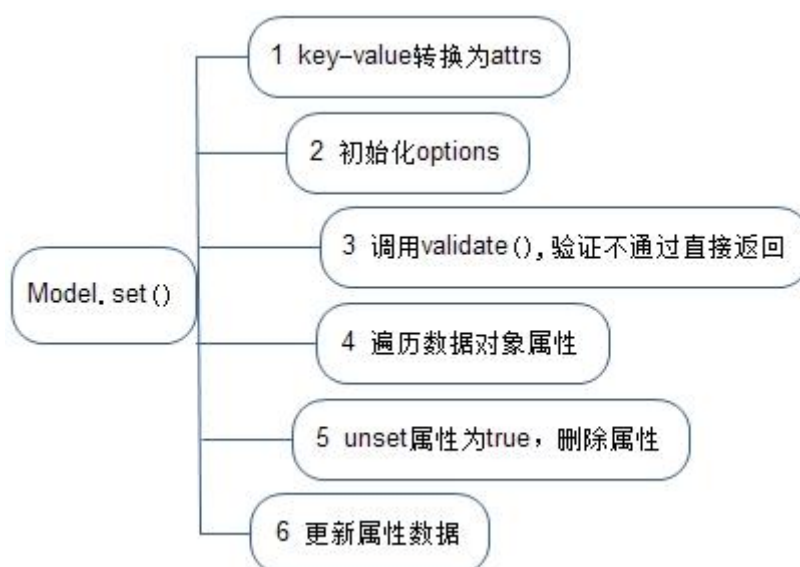 1 key-value转换为attrs
2 初始化options
3 调用validate(),验证不通过直接返回
Model.set()
4 遍历数据对象属性
5 unset属性为true，删除属性
6 更新属性数据